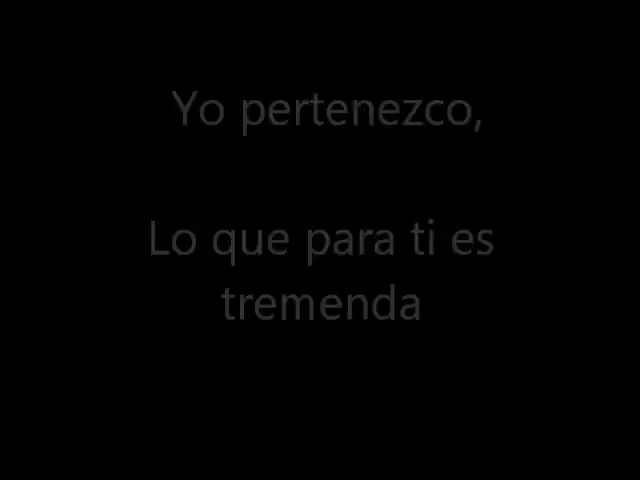 Yo pertenezco,
Lo que para ti es
tremenda